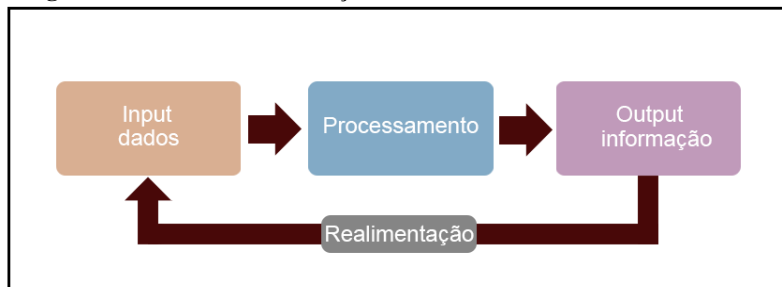 Input
dados
Processamento
Output
informação
Realimentação